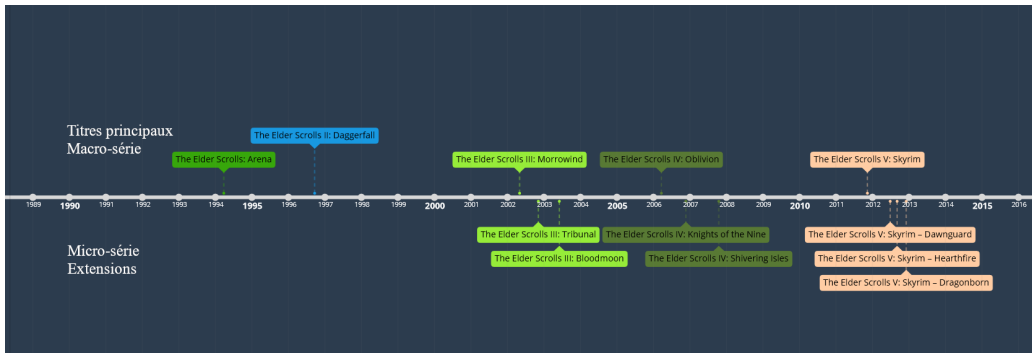 Titres principaux
Macro-série
The Elder Scrolls II: Daggerfall
The Elder Scrolls: Arena
The Elder Scrolls III: Morrowind
The Elder Scrolls IV: Oblivion
The Elder Scrolls V: Skyrim
1989 1990 1991 1992 1993 1994 1995 1996 1997 1998 1999 2000 2001 2002 2003 2004 2005 2006 2007 2008 2009 2010 2011 2012 2013 2014 2015 2016
Micro-série
Extensions
The Elder Scrolls III: Tribunal
The Elder Scrolls IV: Knights of the Nine
The Elder Scrolls V: Skyrim – Dawnguard
The Elder Scrolls III: Bloodmoon
The Elder Scrolls IV: Shivering Isles
The Elder Scrolls V: Skyrim – Hearthfire
The Elder Scrolls V: Skyrim – Dragonborn